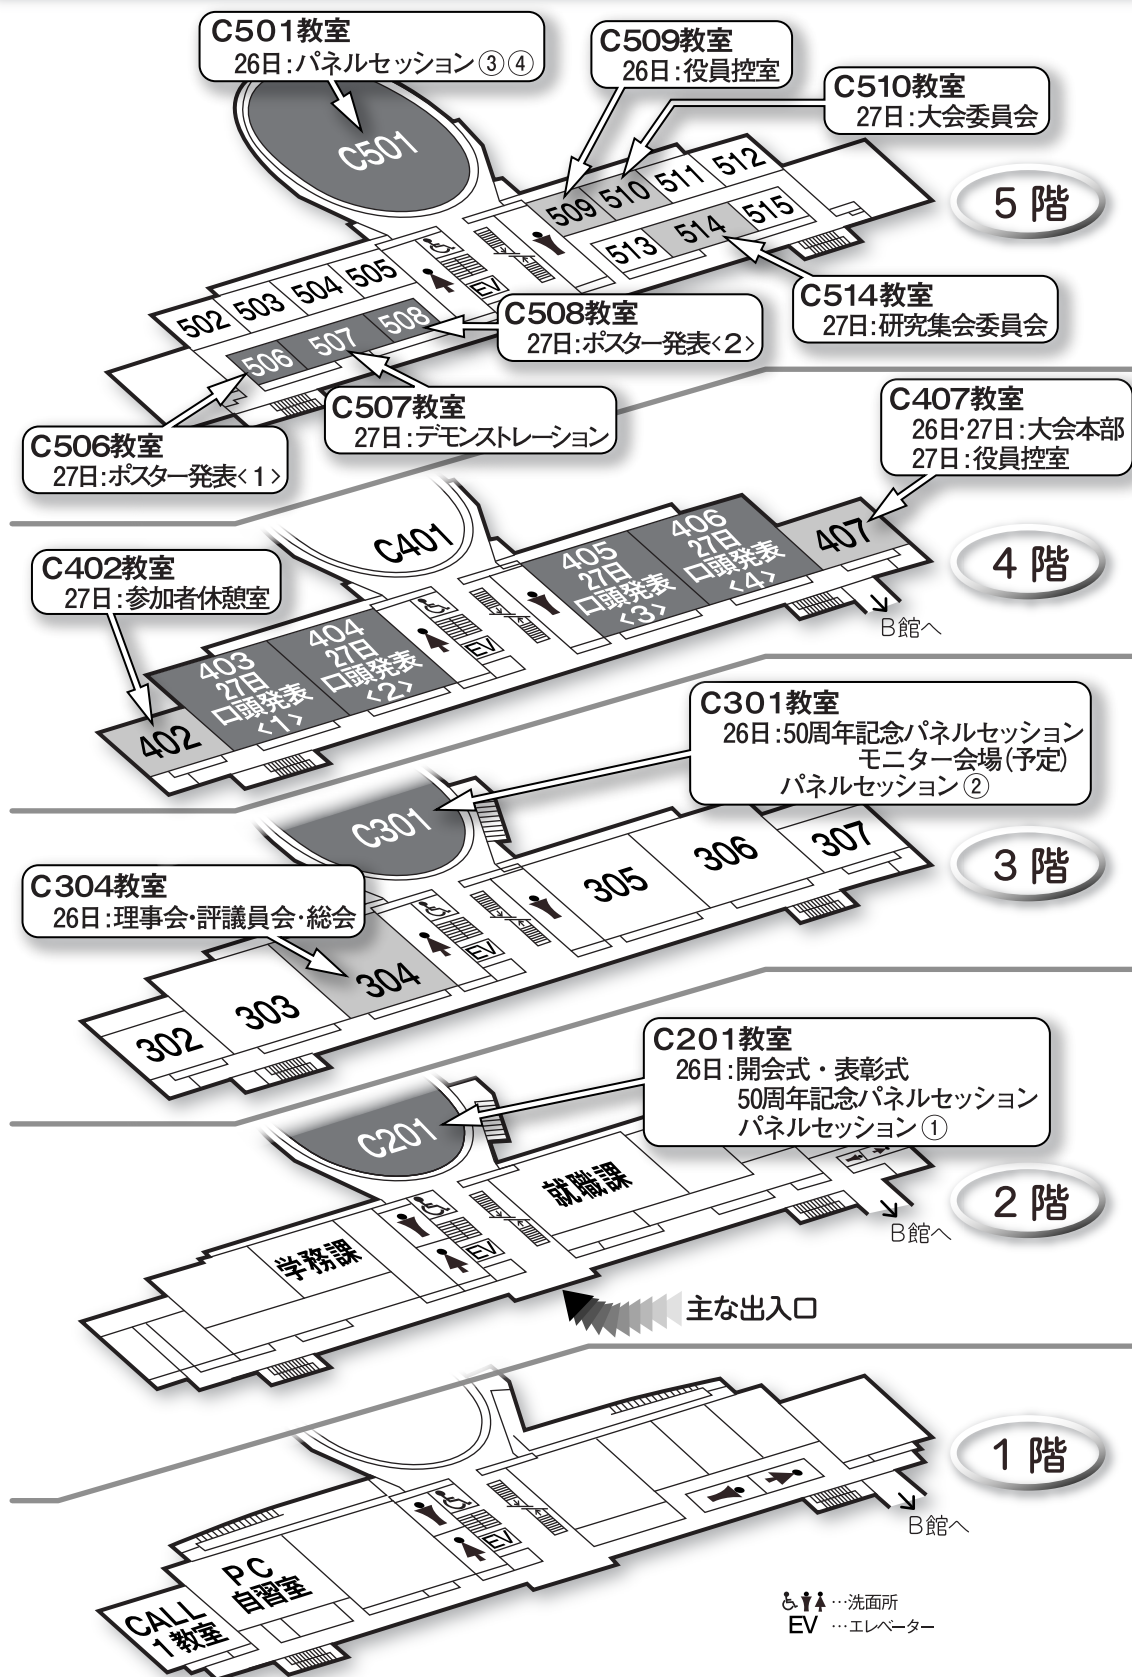 C501教室
26日:パネルセッション③④
C509教室
26日:役員控室
C510教室
27日:大会委員会
C501
509
510
511
512
5 階
513
514
515
C514教室
27日:研究集会委員会
502
503
504
505
EV
506
507
508
C508教室
27日:ポスター発表<2>
C507教室
27日:デモンストレーション
C506教室
27日:ポスター発表<1>
C407教室
26日・27日:大会本部
27日:役員控室
C401
C402教室
27日:参加者休憩室
402
403
27日
口頭発表
<1>
404
27日
口頭発表
<2>
EV
405
27日
口頭発表
<3>
406
27日
口頭発表
<4>
407
4 階
B館へ
C301教室
26日:50周年記念パネルセッション
モニター会場(予定)
パネルセッション②
C301
C304教室
26日:理事会・評議員会・総会
302
303
304
EV
305
306
307
3 階
C201教室
26日:開会式・表彰式
50周年記念パネルセッション
パネルセッション①
C201
就職課
学務課
EV
2 階
B館へ
主な出入口
1 階
EV
B館へ
PC
自習室
CALL
1教室
…洗面所
EV …エレベーター